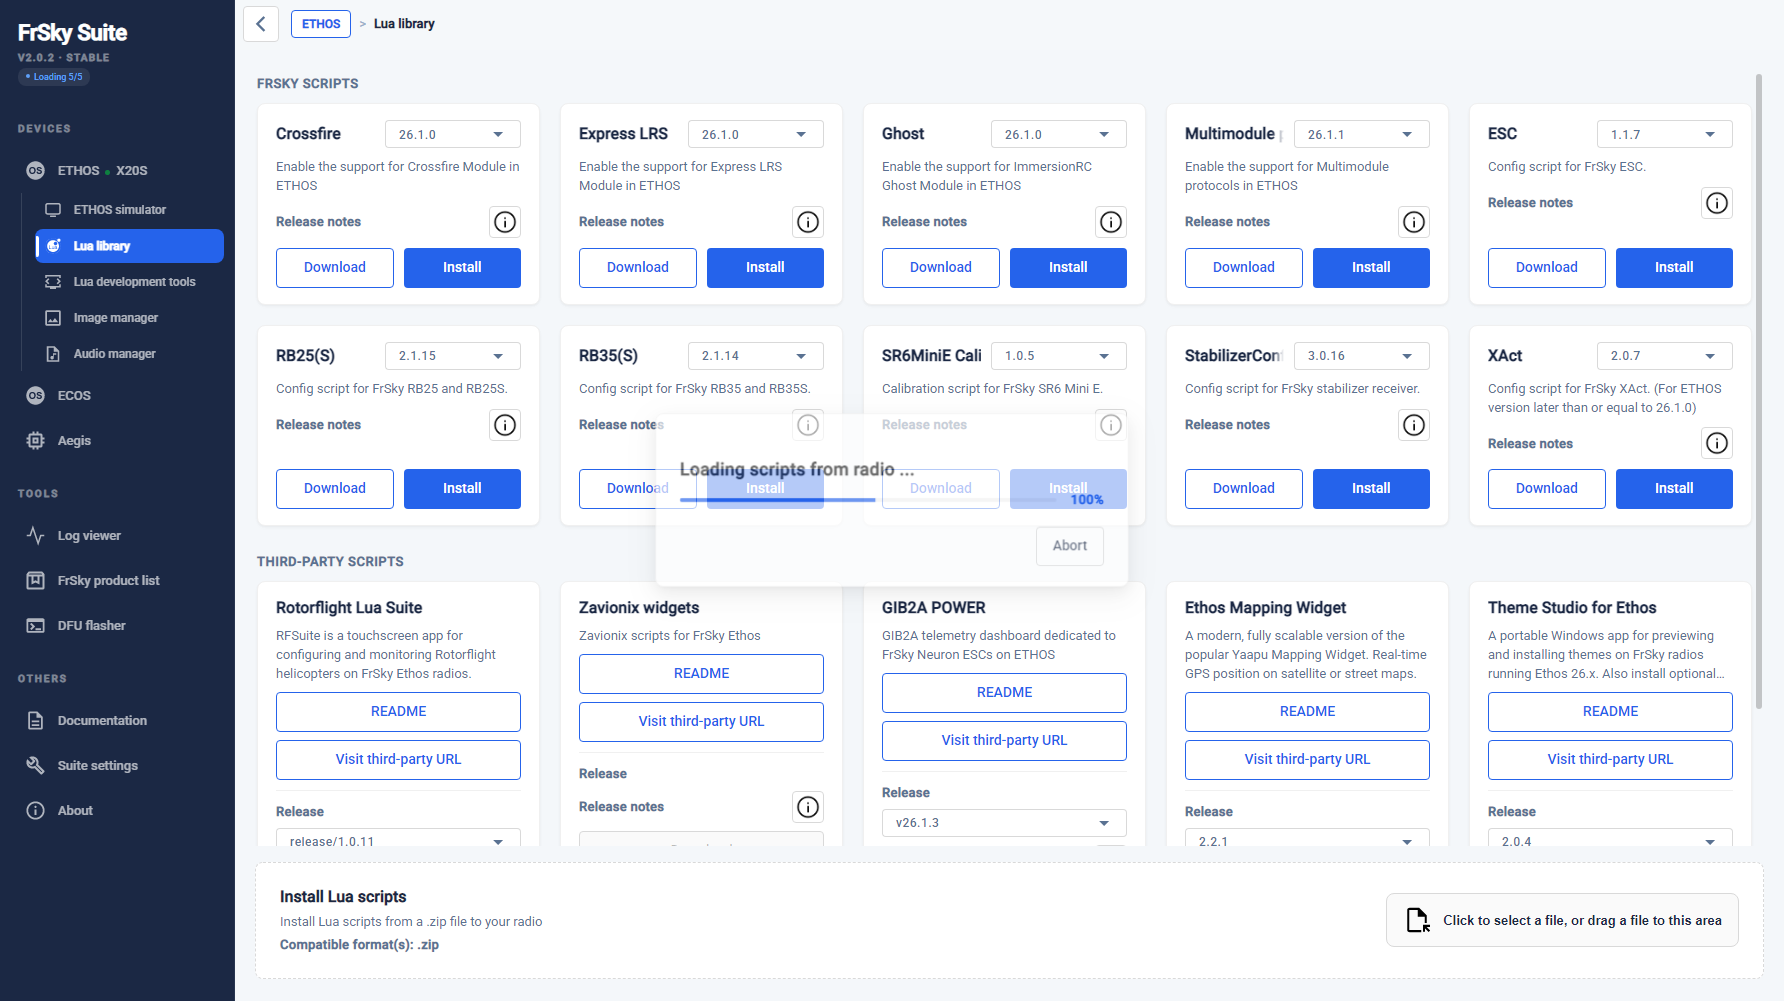 FrSky Suite
V2.0.2 · STABLE
• Loading 5/5
DEVICES
ETHOS • X20S
ETHOS simulator
Lua library
Lua development tools
Image manager
Audio manager
ECOS
Aegis
TOOLS
Log viewer
FrSky product list
DFU flasher
OTHERS
Documentation
Suite settings
About
ETHOS > Lua library
FRSKY SCRIPTS
Crossfire 26.1.0
Enable the support for Crossfire Module in
ETHOS
Release notes
Download Install
Express LRS 26.1.0
Enable the support for Express LRS
Module in ETHOS
Release notes
Download Install
Ghost 26.1.0
Enable the support for ImmersionRC
Ghost Module in ETHOS
Release notes
Download Install
Multimodule 26.1.1
Enable the support for Multimodule
protocols in ETHOS
Release notes
Download Install
ESC 1.1.7
Config script for FrSky ESC.
Release notes
Download Install
RB25(S) 2.1.15
Config script for FrSky RB25 and RB25S.
Release notes
Download Install
RB35(S) 2.1.14
Config script for FrSky RB35 and RB35S.
Release notes
Download Install
SR6MiniE Cali 1.0.5
Calibration script for FrSky SR6 Mini E.
Release notes
Download Install
StabilizerCon 3.0.16
Config script for FrSky stabilizer receiver.
Release notes
Download Install
XAct 2.0.7
Config script for FrSky XAct. (For ETHOS
version later than or equal to 26.1.0)
Release notes
Download Install
Loading scripts from radio ...
100%
Abort
THIRD-PARTY SCRIPTS
Rotorflight Lua Suite
RFSuite is a touchscreen app for
configuring and monitoring Rotorflight
helicopters on FrSky Ethos radios.
README
Visit third-party URL
Release
release/1.0.11
Zavionix widgets
Zavionix scripts for FrSky Ethos
README
Visit third-party URL
Release
Release notes
GIB2A POWER
GIB2A telemetry dashboard dedicated to
FrSky Neuron ESCs on ETHOS
README
Visit third-party URL
Release
v26.1.3
Ethos Mapping Widget
A modern, fully scalable version of the
popular Yaapu Mapping Widget. Real-time
GPS position on satellite or street maps.
README
Visit third-party URL
Release
2.2.1
Theme Studio for Ethos
A portable Windows app for previewing
and installing themes on FrSky radios
running Ethos 26.x. Also install optional...
README
Visit third-party URL
Release
2.0.4
Install Lua scripts
Install Lua scripts from a .zip file to your radio
Compatible format(s): .zip
Click to select a file, or drag a file to this area